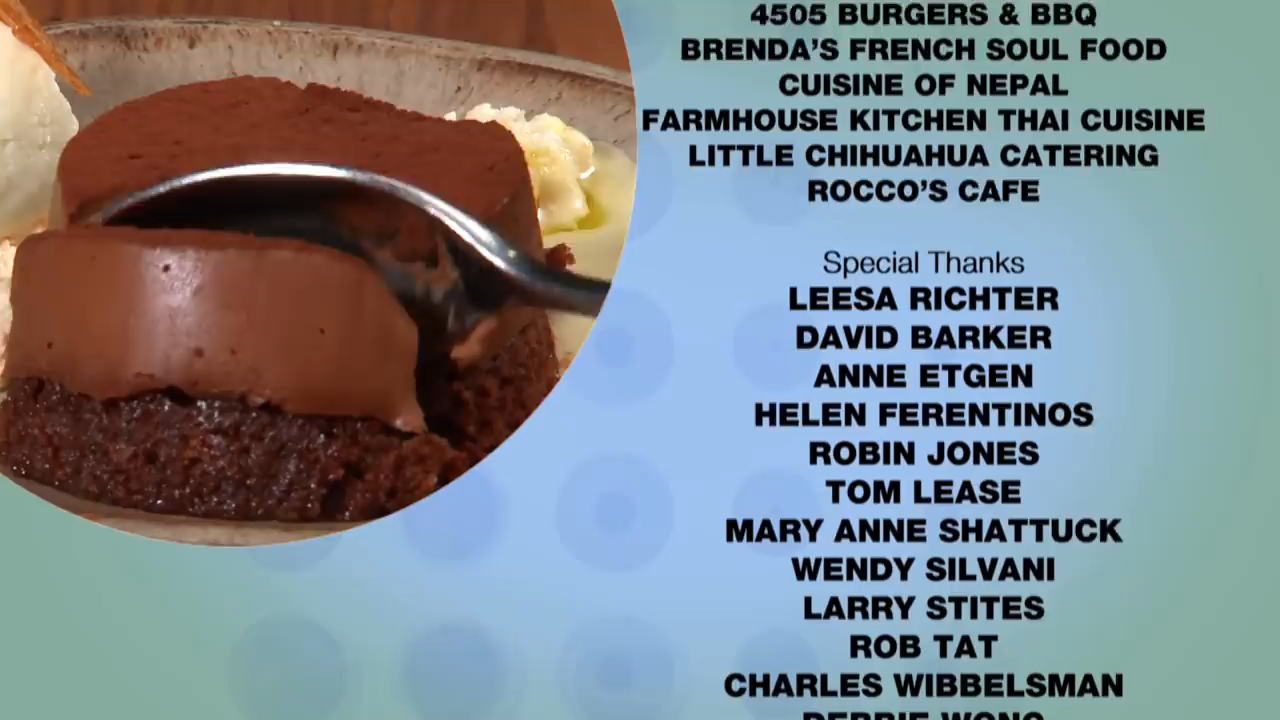 4505 BURGERS & BBQ
BRENDA'S FRENCH SOUL FOOD
CUISINE OF NEPAL
FARMHOUSE KITCHEN THAI CUISINE
LITTLE CHIHUAHUA CATERING
ROCCO'S CAFE
Special Thanks
LEESA RICHTER
DAVID BARKER
ANNE ETGEN
HELEN FERENTINOS
ROBIN JONES
TOM LEASE
MARY ANNE SHATTUCK
WENDY SILVANI
LARRY STITES
ROB TAT
CHARLES WIBBELSMAN
DEBBIE WONG